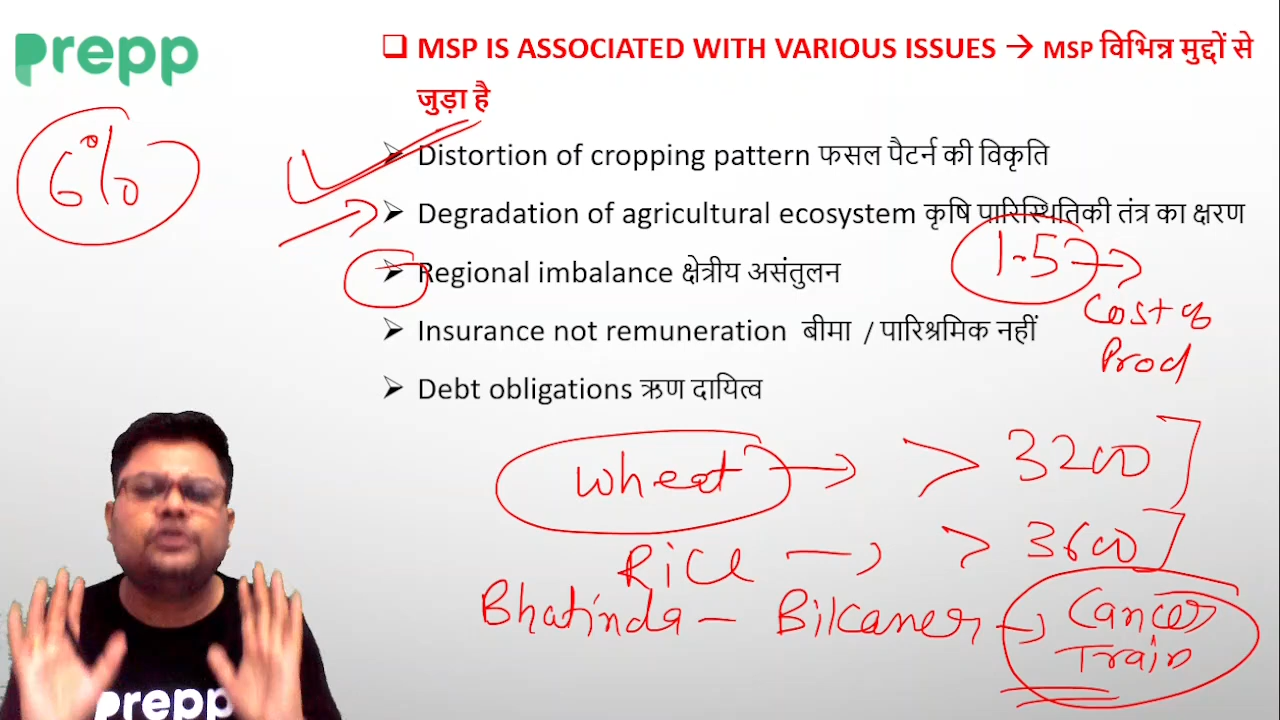 prepp
MSP IS ASSOCIATED WITH VARIOUS ISSUES → MSP विभिन्न मुद्दों से
जुड़ा है
6%
Distortion of cropping pattern फसल पैटर्न की विकृति
Degradation of agricultural ecosystem कृषि पारिस्थितिकी तंत्र का क्षरण
1.5 →
Regional imbalance क्षेत्रीय असंतुलन
Cost of
Prod
Insurance not remuneration बीमा / पारिश्रमिक नहीं
Debt obligations ऋण दायित्व
Wheat → > 3200
Rice → > 3600
Bhatinda - Bikaner → Cancer
Train
prepp